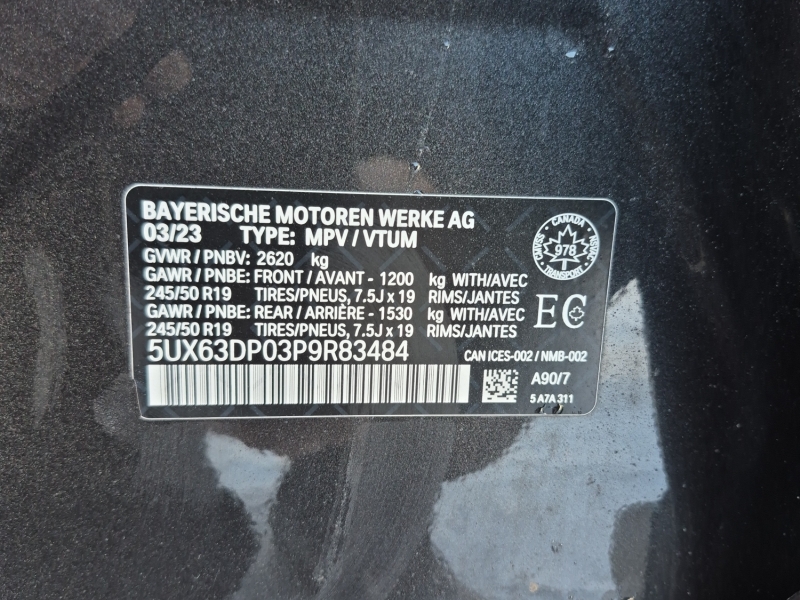 BAYERISCHE MOTOREN WERKE AG
03/23 TYPE: MPV / VTUM
GVWR / PNBV: 2620 kg
GAWR / PNBE: FRONT / AVANT - 1200 kg WITH/AVEC
245/50 R19 TIRES/PNEUS, 7.5J x 19 RIMS/JANTES
GAWR / PNBE: REAR / ARRIÈRE - 1530 kg WITH/AVEC
245/50 R19 TIRES/PNEUS, 7.5J x 19 RIMS/JANTES
5UX63DP03P9R83484
CANADA
CMVSS
978
NSVAC
TRANSPORT
EC
CAN ICES-002 / NMB-002
A90/7
5 A7A 311